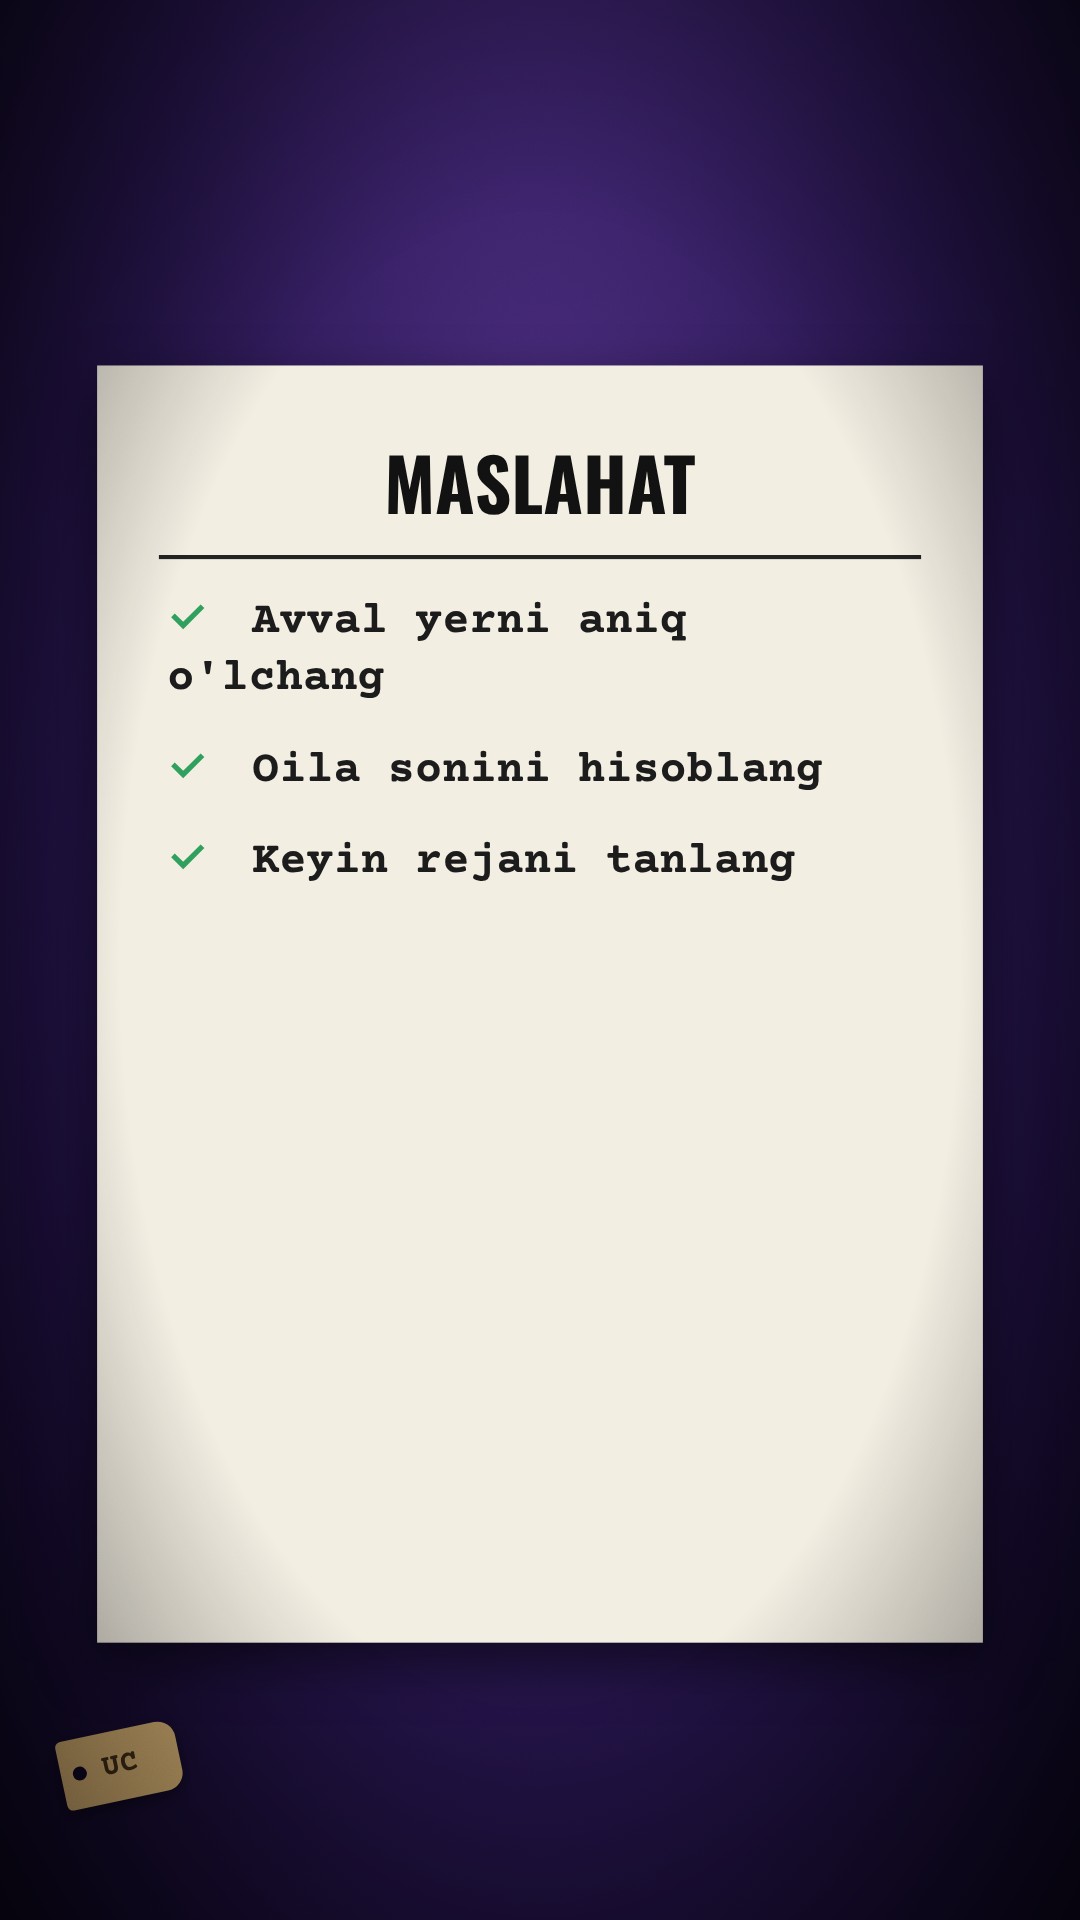 MASLAHAT
✓ Avval yerni aniq
o'lchang
✓ Oila sonini hisoblang
✓ Keyin rejani tanlang
UC